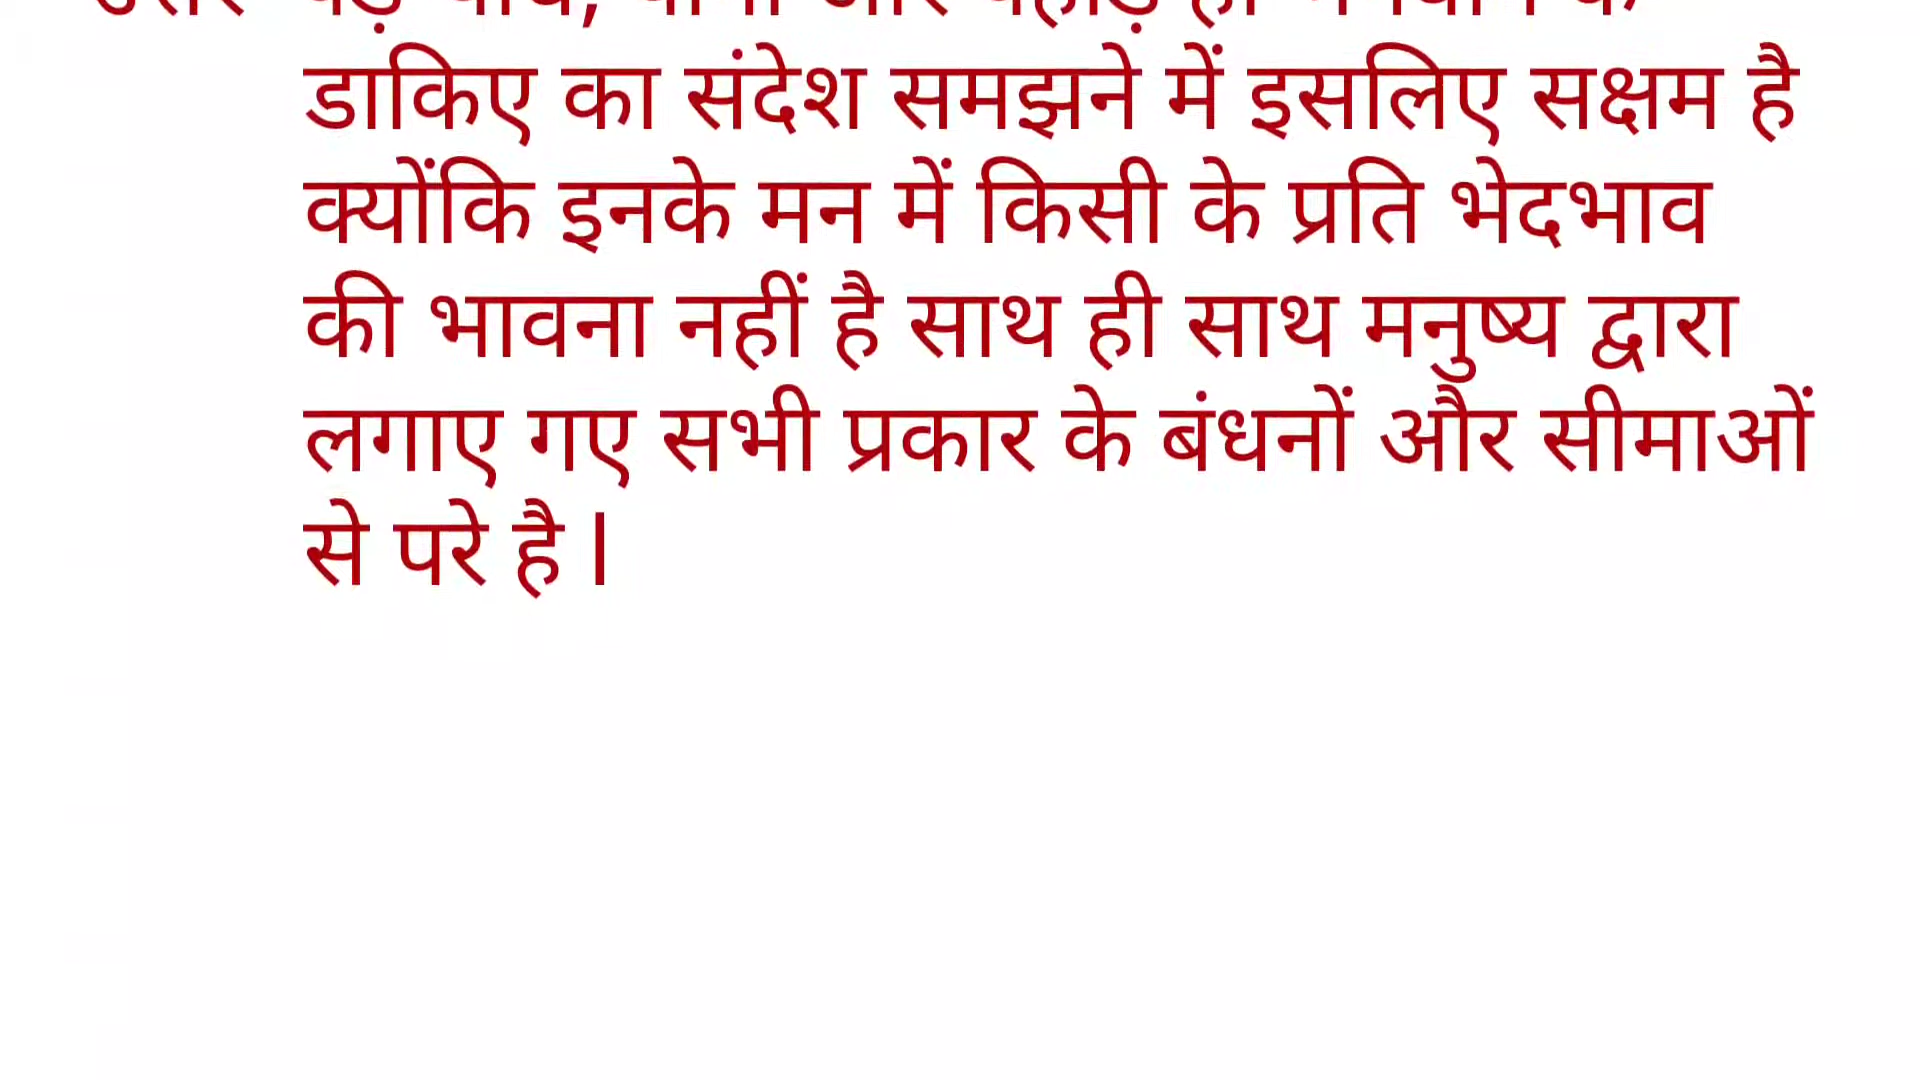 डाकिए का संदेश समझने में इसलिए सक्षम है
क्योंकि इनके मन में किसी के प्रति भेदभाव
की भावना नहीं है साथ ही साथ मनुष्य द्वारा
लगाए गए सभी प्रकार के बंधनों और सीमाओं
से परे है l